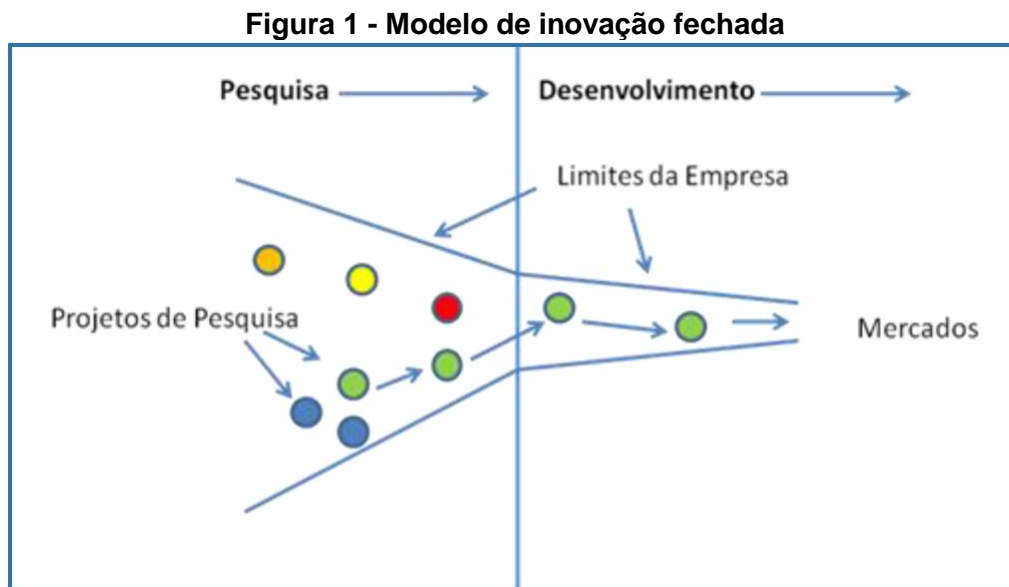 Figura 1 - Modelo de inovação fechada
Pesquisa
Desenvolvimento
Limites da Empresa
Projetos de Pesquisa
Mercados